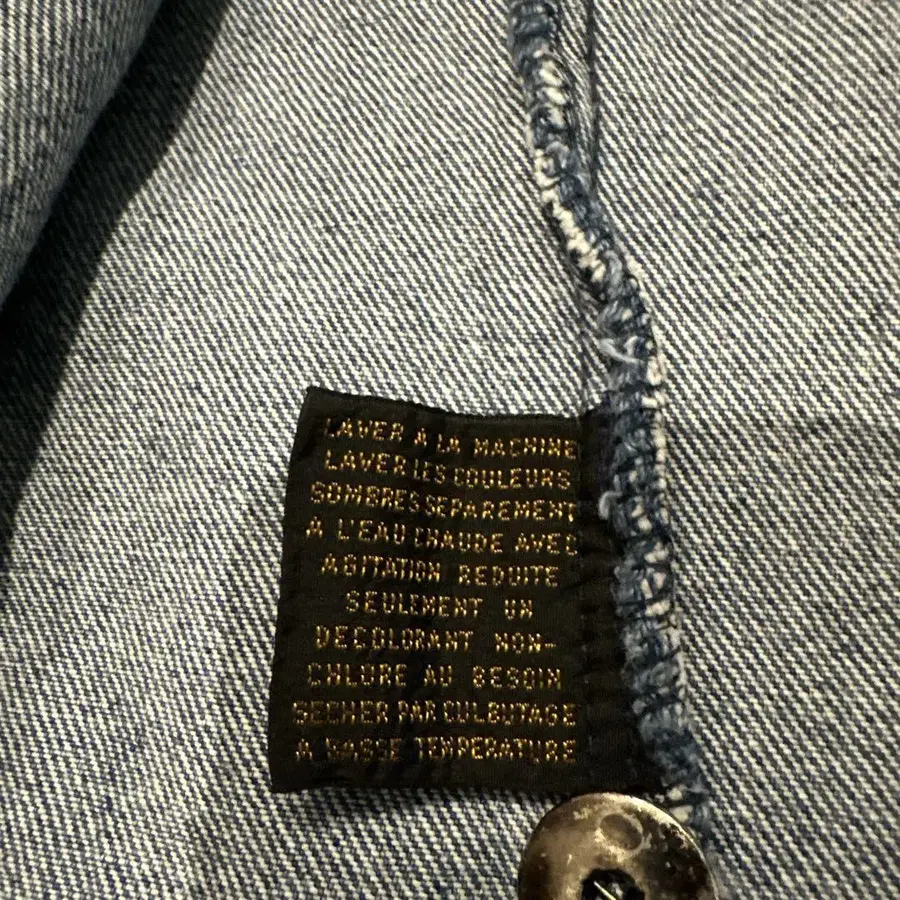 LAVER A LA MACHINE
LAVER LES COULEURS
SOMBRES SEPAREMENT
A L'EAU CHAUDE AVEC
AGITATION REDUITE
SEULEMENT UN
DECOLORANT NON-
CHLORE AU BESOIN
SECHER PAR CULBUTAGE
A BASSE TEMPERATURE